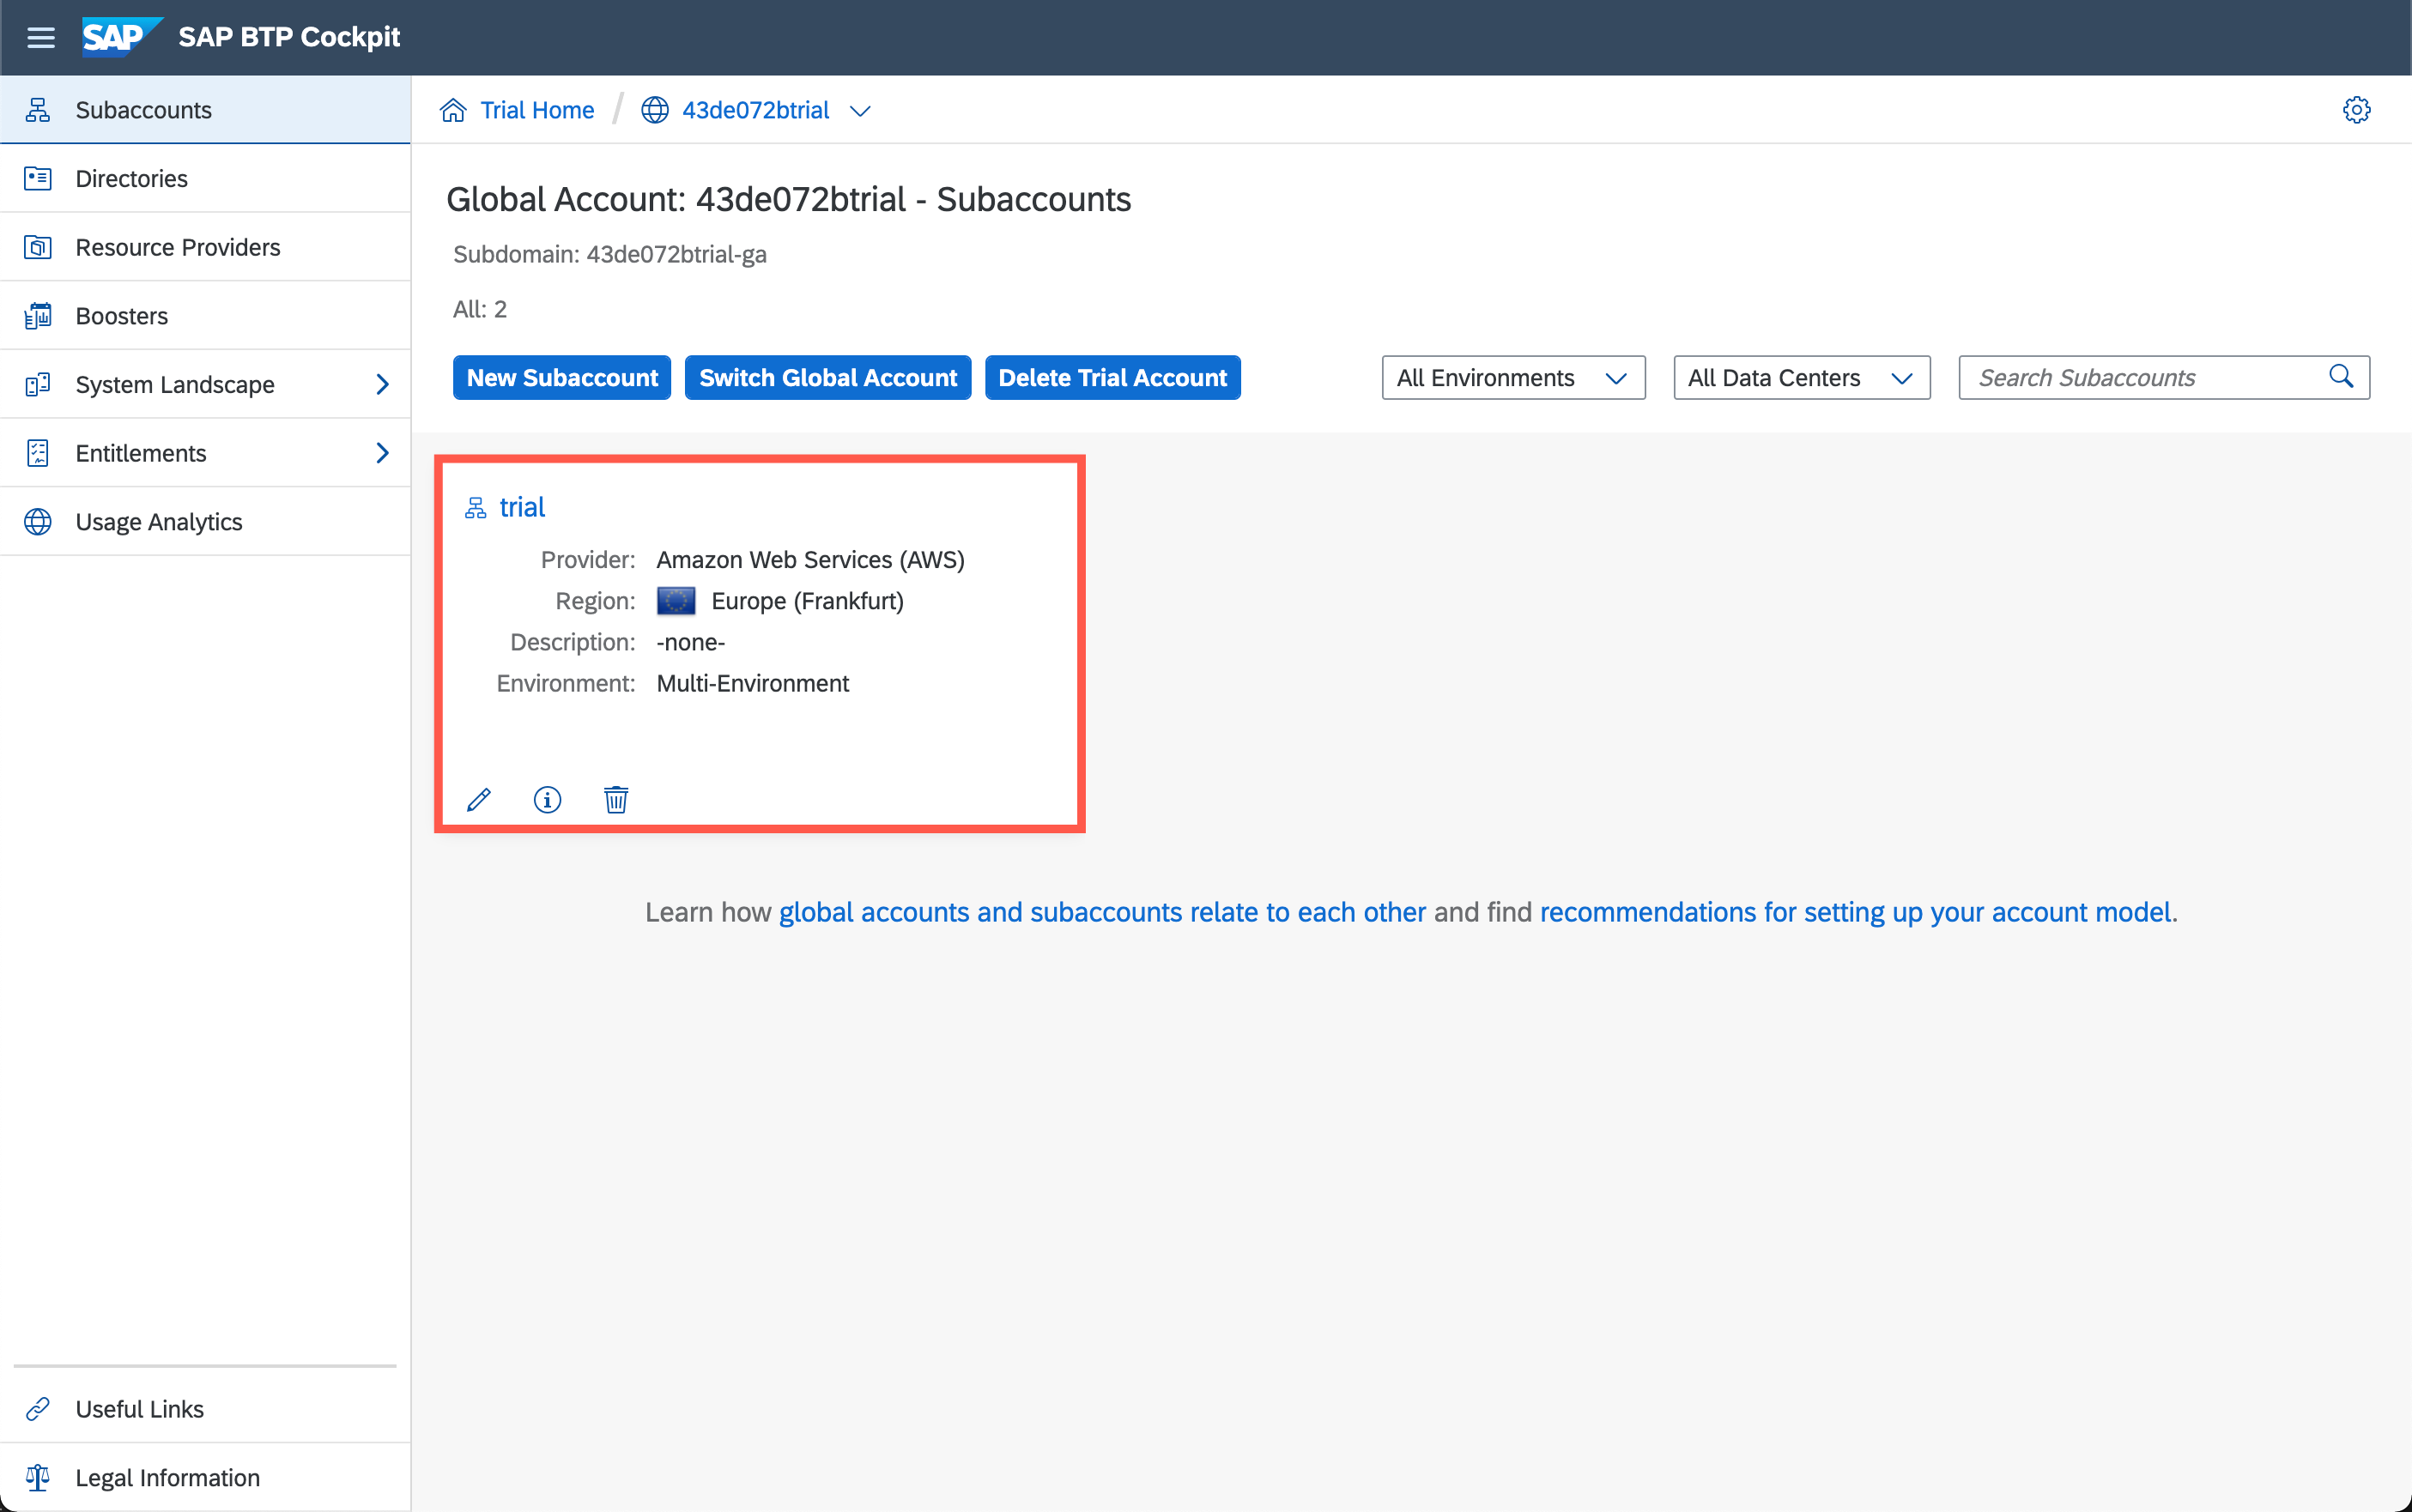 SAP SAP BTP Cockpit
Subaccounts
Directories
Resource Providers
Boosters
System Landscape
Entitlements
Usage Analytics
Useful Links
Legal Information
Trial Home / 43de072btrial
Global Account: 43de072btrial - Subaccounts
Subdomain: 43de072btrial-ga
All: 2
New Subaccount Switch Global Account Delete Trial Account All Environments All Data Centers Search Subaccounts
trial
Provider: Amazon Web Services (AWS)
Region: Europe (Frankfurt)
Description: -none-
Environment: Multi-Environment
Learn how global accounts and subaccounts relate to each other and find recommendations for setting up your account model.